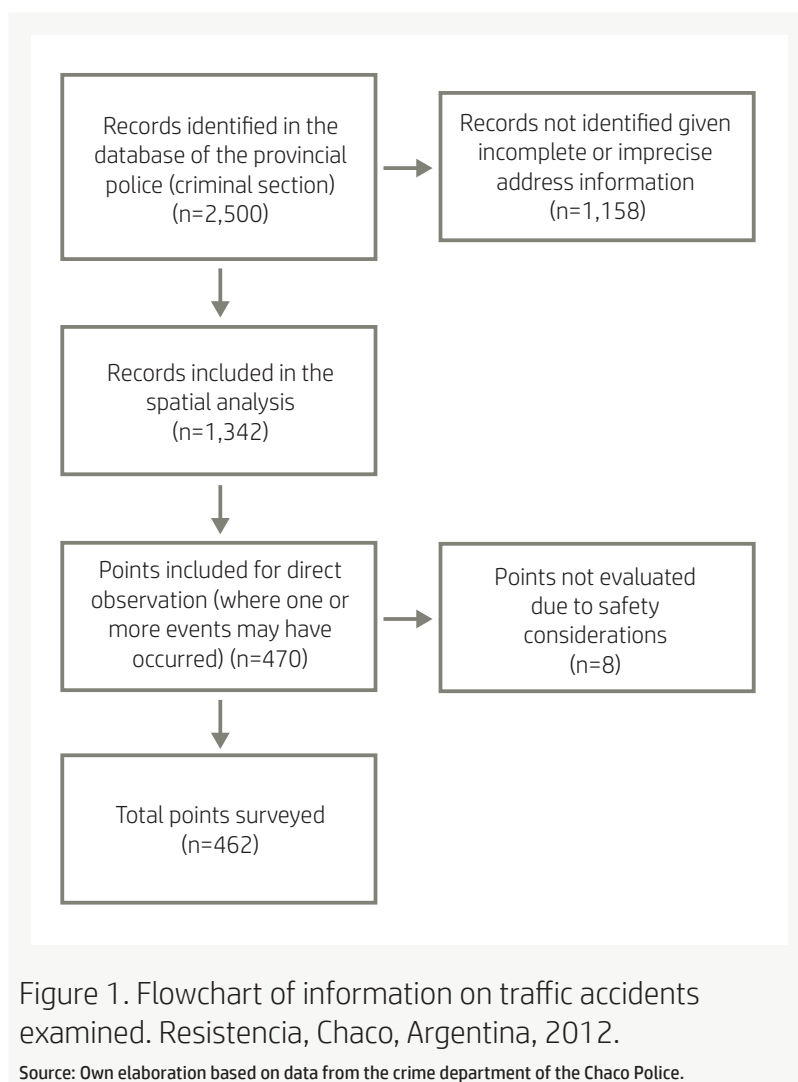 Records identified in the
database of the provincial
police (criminal section)
(n=2,500)
Records not identified given
incomplete or imprecise
address information
(n=1,158)
Records included in the
spatial analysis
(n=1,342)
Points included for direct
observation (where one or
more events may have
occurred) (n=470)
Points not evaluated
due to safety
considerations
(n=8)
Total points surveyed
(n=462)
Figure 1. Flowchart of information on traffic accidents
examined. Resistencia, Chaco, Argentina, 2012.
Source: Own elaboration based on data from the crime department of the Chaco Police.